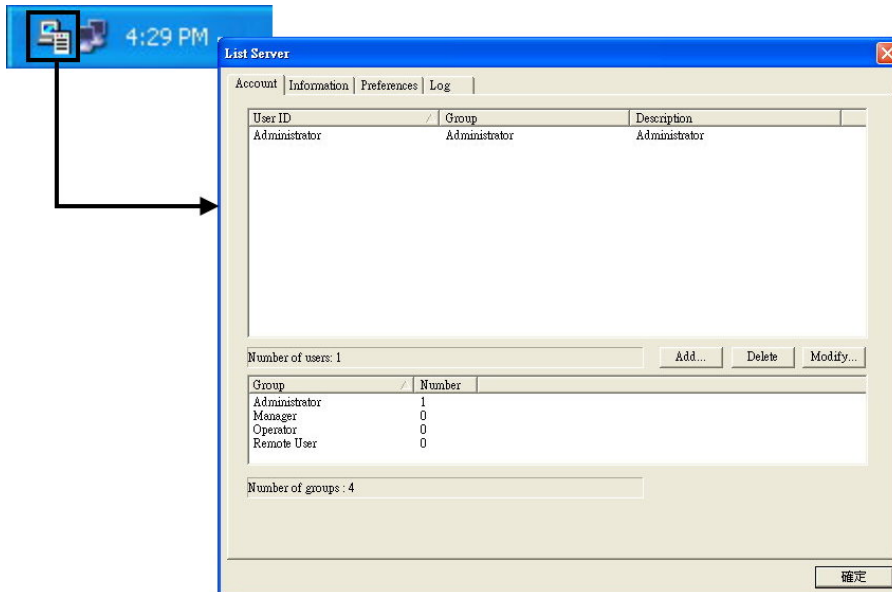 4:29 PM
List Server
Account Information Preferences Log
User ID Group Description
Administrator Administrator Administrator
Number of users: 1
Add... Delete Modify...
Group Number
Administrator 1
Manager 0
Operator 0
Remote User 0
Number of groups : 4
確定